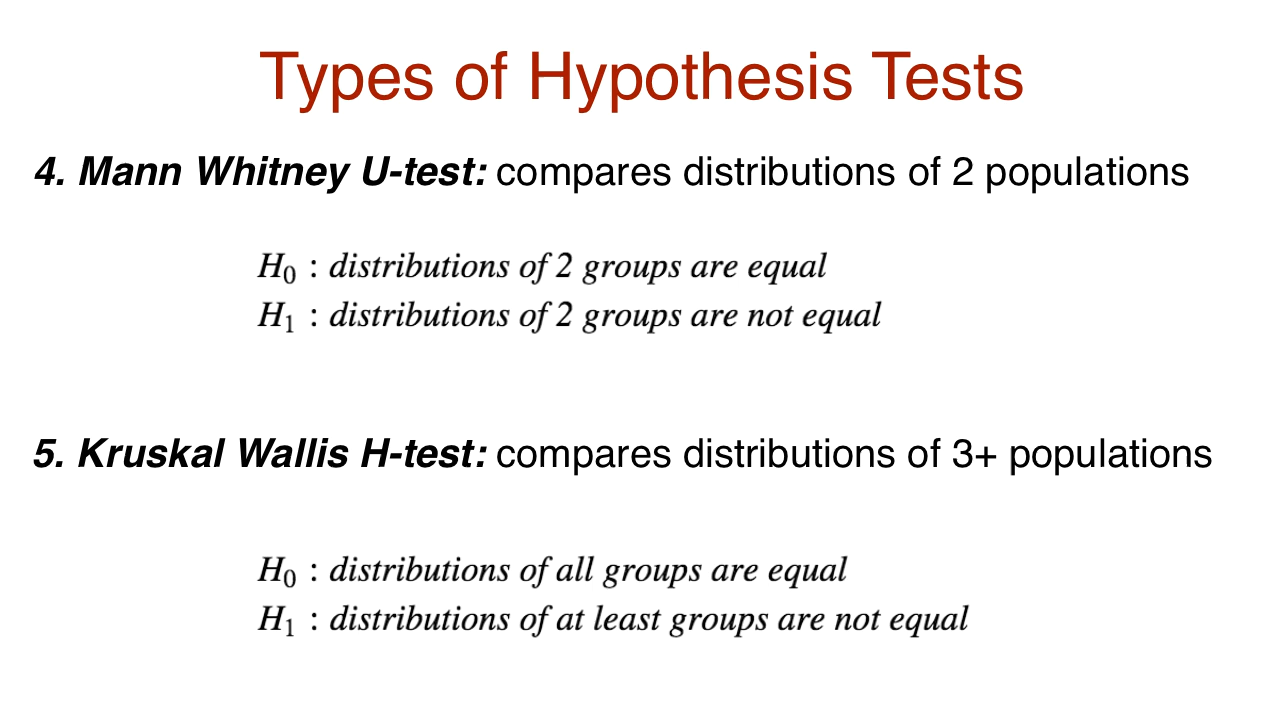 Types of Hypothesis Tests
4. Mann Whitney U-test: compares distributions of 2 populations
H₀ : distributions of 2 groups are equal
H₁ : distributions of 2 groups are not equal
5. Kruskal Wallis H-test: compares distributions of 3+ populations
H₀ : distributions of all groups are equal
H₁ : distributions of at least groups are not equal